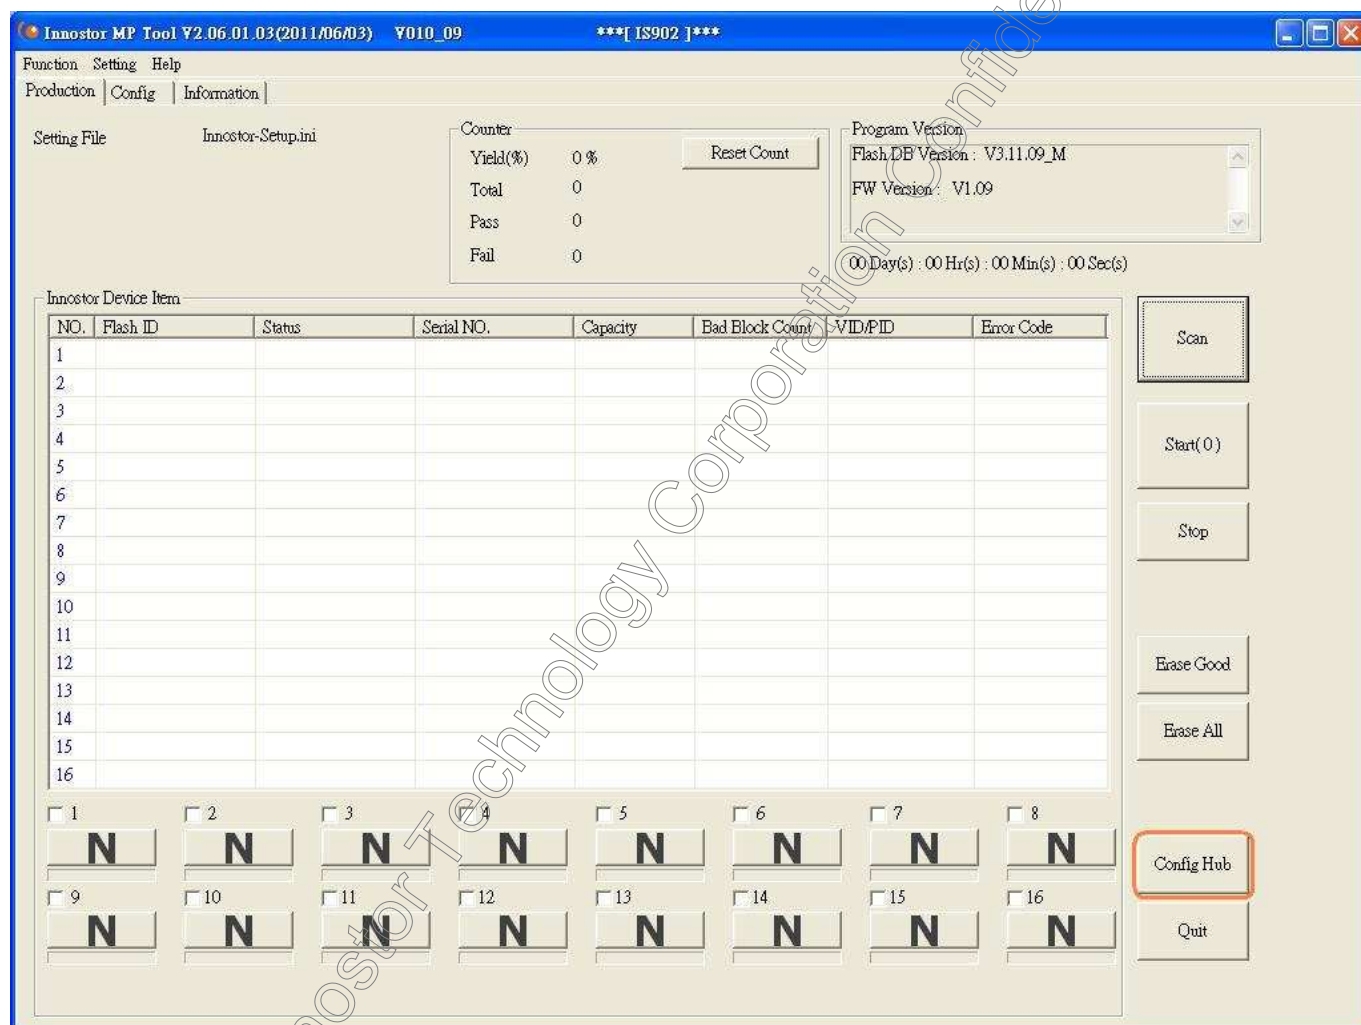 Innostor MP Tool V2.06.01.03(2011/06/03) V010_09 ***[ IS902 ]***
Function Setting Help
Production Config Information
Setting File Innostor-Setup.ini
Counter
Yield(%) 0 %
Reset Count
Total 0
Pass 0
Fail 0
Program Version
Flash DB Version : V3.11.09_M
FW Version : V1.09
00 Day(s) : 00 Hr(s) : 00 Min(s) : 00 Sec(s)
Innostor Device Item
NO. Flash ID Status Serial NO. Capacity Bad Block Count VID/PID Error Code
1
2
3
4
5
6
7
8
9
10
11
12
13
14
15
16
Scan
Start( 0 )
Stop
Erase Good
Erase All
Config Hub
Quit
1 2 3 4 5 6 7 8
N N N N N N N N
9 10 11 12 13 14 15 16
N N N N N N N N
Technology Corporation